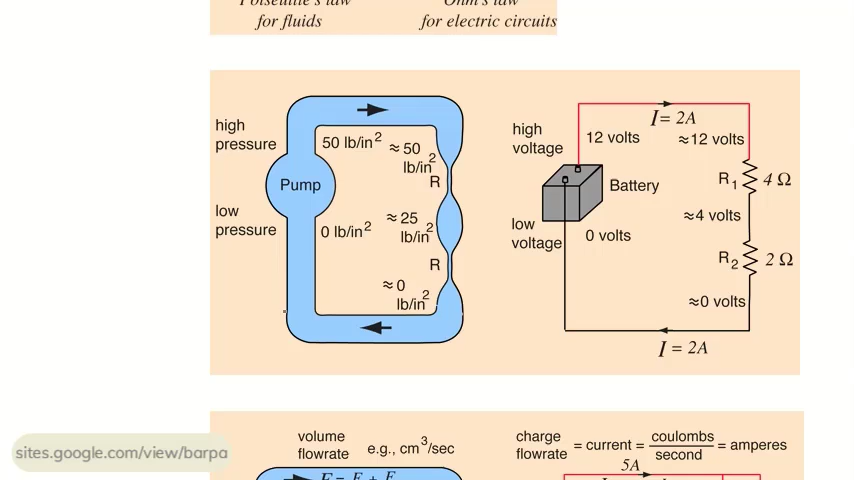 Poiseuille's law
for fluids
Ohm's law
for electric circuits
high
pressure
50 lb/in2
≈ 50
lb/in2
R
Pump
low
pressure
0 lb/in2
≈ 25
lb/in2
R
≈ 0
lb/in2
high
voltage
12 volts
I = 2A
≈12 volts
R1 4 Ω
Battery
low
voltage
0 volts
≈4 volts
R2 2 Ω
≈0 volts
I = 2A
volume
flowrate
e.g., cm3/sec
charge
flowrate
= current =
coulombs
second
= amperes
5A
sites.google.com/view/barpa